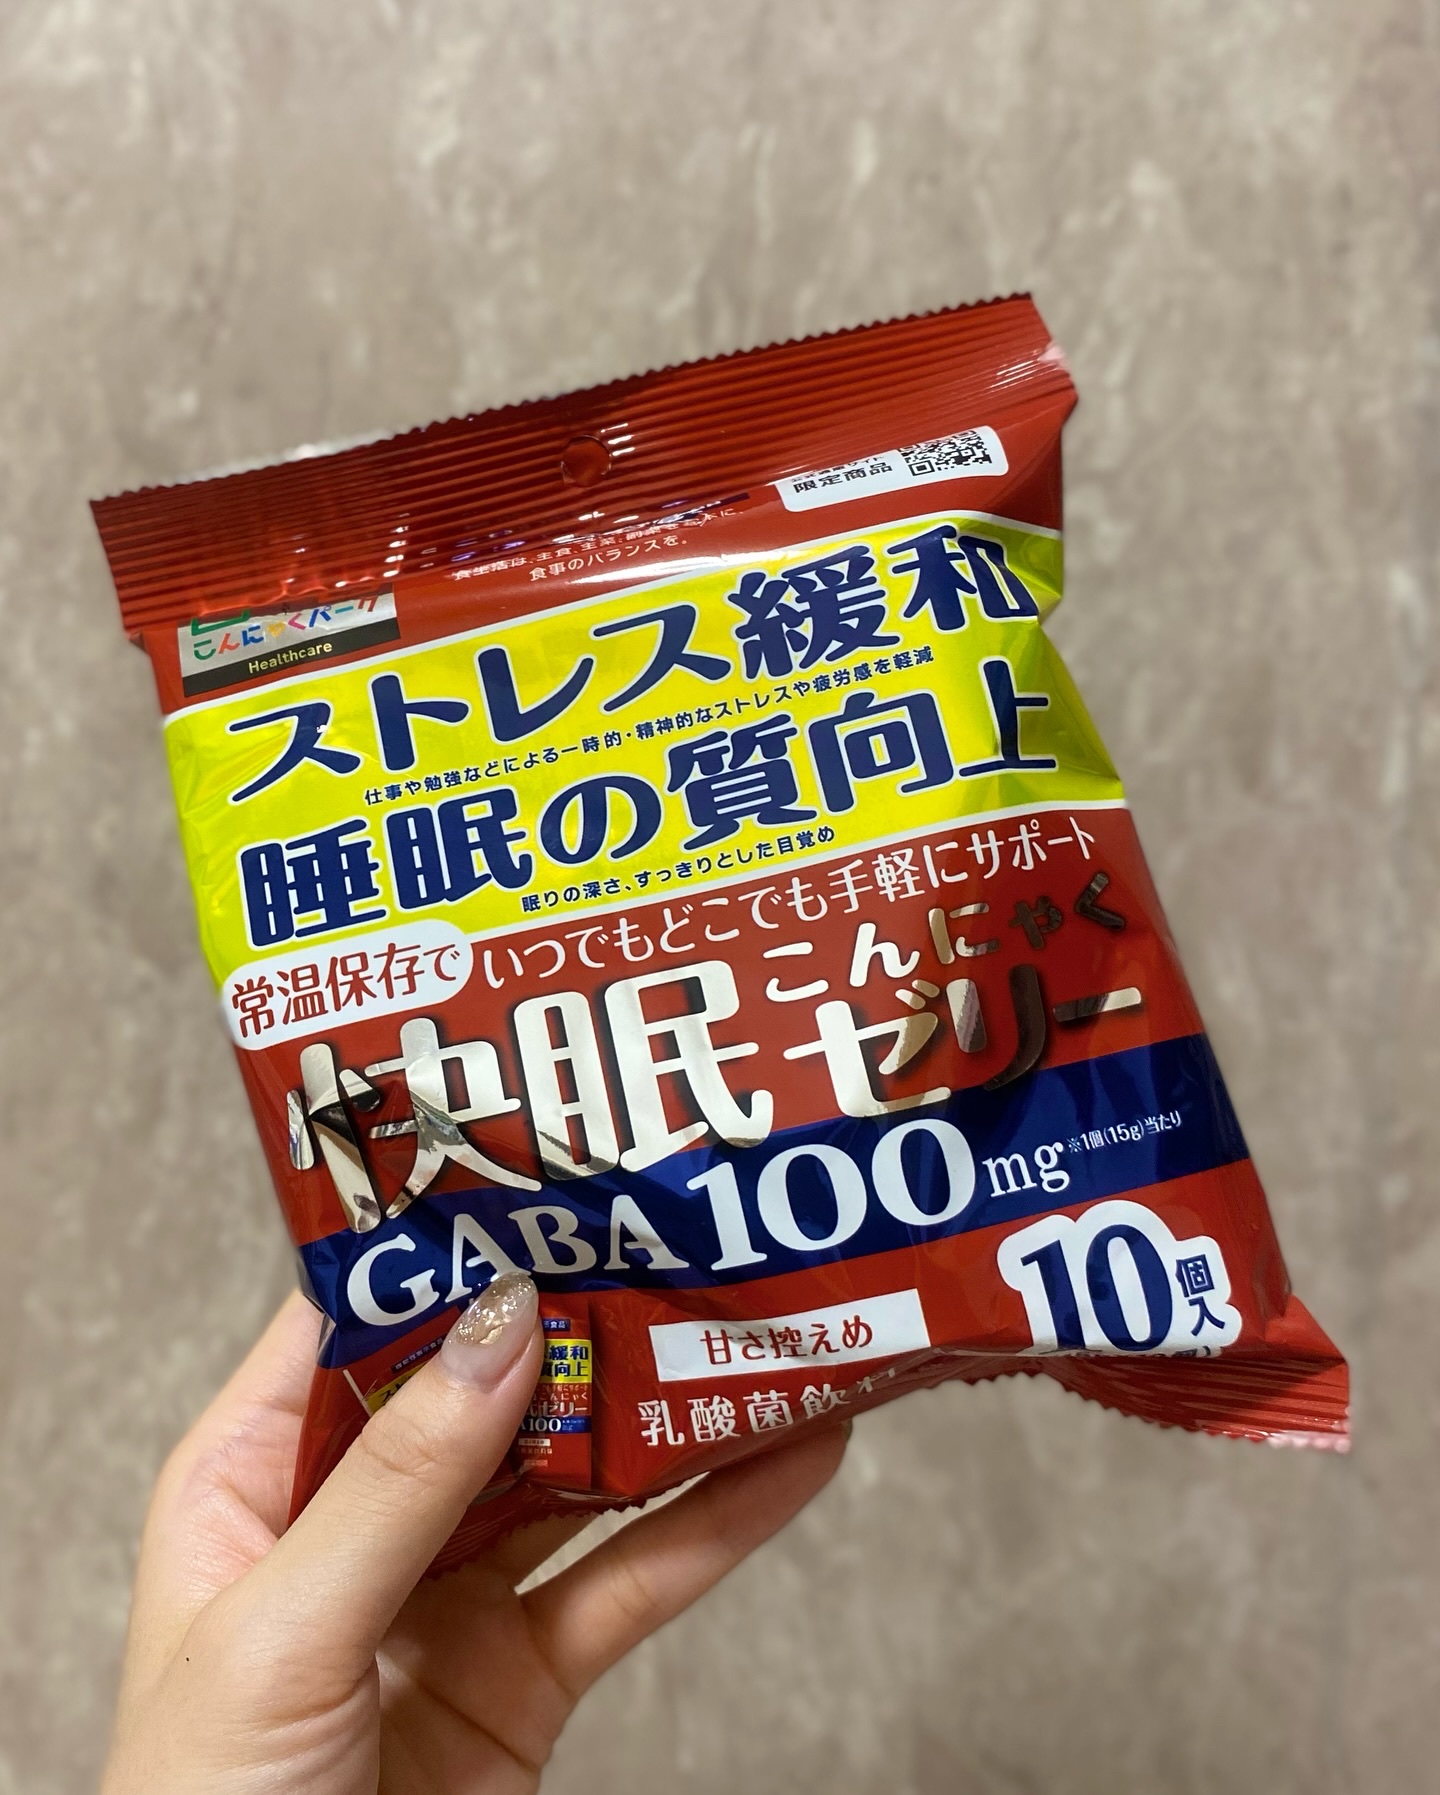 限定商品
食生活は、主食、主菜、副菜を基本に、
食事のバランスを。
こんにゃくパーク
Healthcare
ストレス緩和
仕事や勉強などによる一時的・精神的なストレスや疲労感を軽減
睡眠の質向上
眠りの深さ、すっきりとした目覚め
常温保存で いつでもどこでも手軽にサポート
快眠 こんにゃく
ゼリー
GABA 100mg ※1個(15g)当たり
10個入
甘さ控えめ
乳酸菌飲料